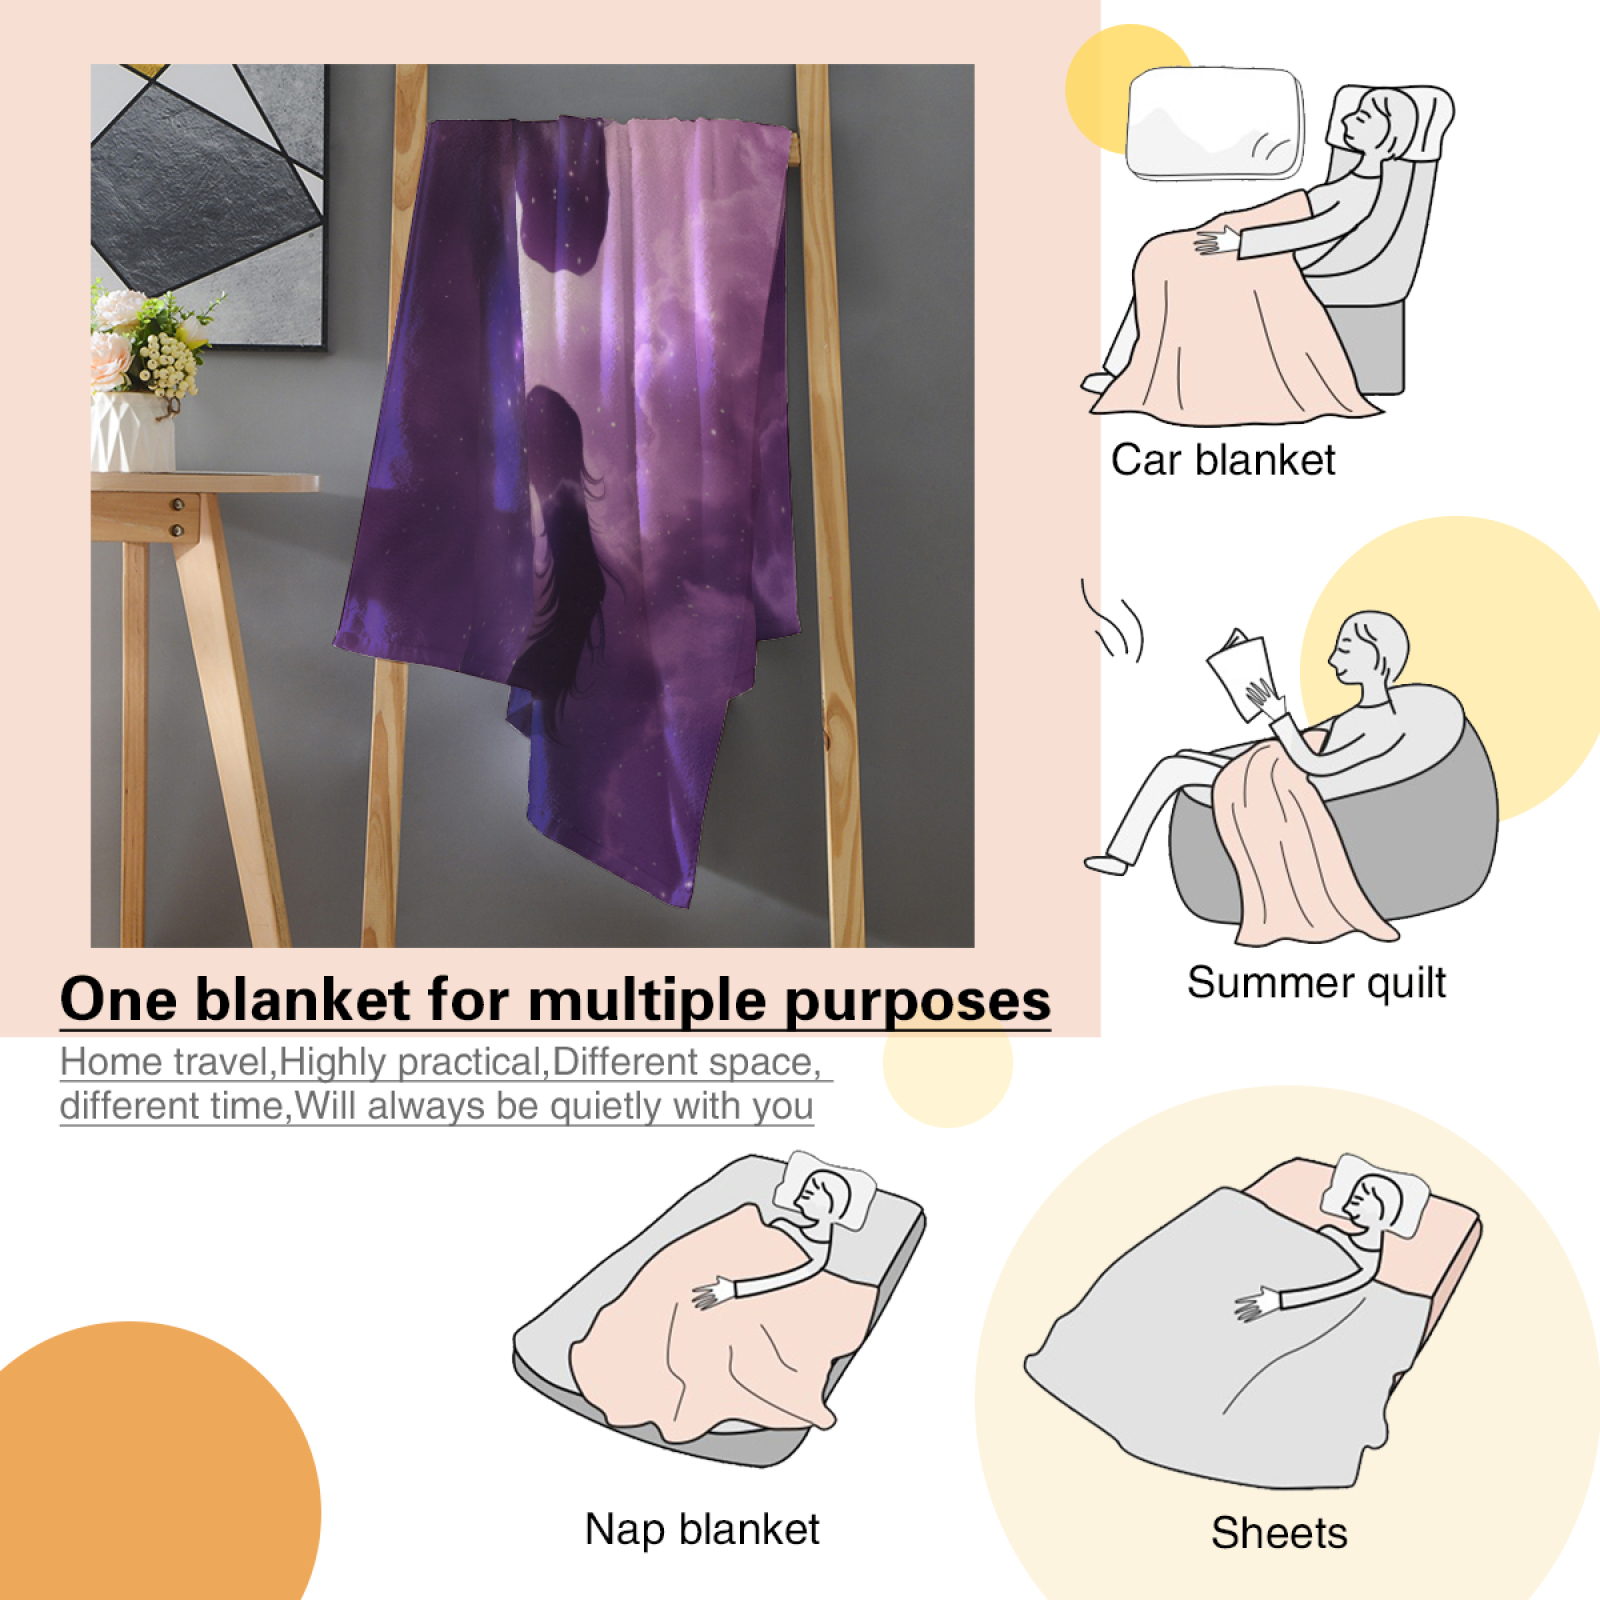 Car blanket
Summer quilt
One blanket for multiple purposes
Home travel,Highly practical,Different space,
different time,Will always be quietly with you
Nap blanket
Sheets